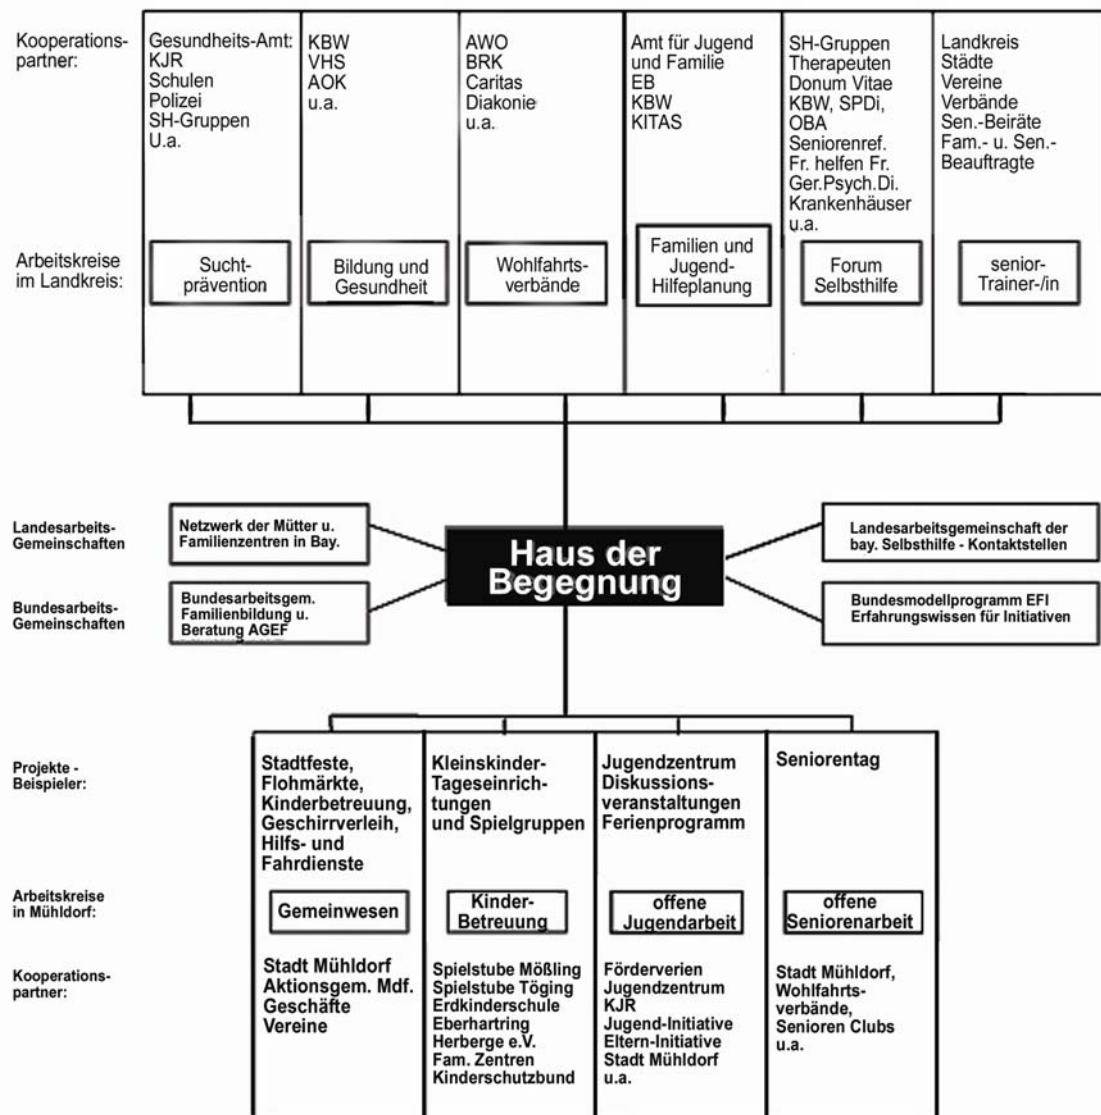 Kooperations-
partner:
Gesundheits-Amt:
KJR
Schulen
Polizei
SH-Gruppen
U.a.
KBW
VHS
AOK
u.a.
AWO
BRK
Caritas
Diakonie
u.a.
Amt für Jugend
und Familie
EB
KBW
KITAS
SH-Gruppen
Therapeuten
Donum Vitae
KBW, SPDi,
OBA
Seniorenref.
Fr. helfen Fr.
Ger.Psych.Di.
Krankenhäuser
u.a.
Landkreis
Städte
Vereine
Verbände
Sen.-Beiräte
Fam.- u. Sen.-
Beauftragte
Arbeitskreise
im Landkreis:
Sucht-
prävention
Bildung und
Gesundheit
Wohlfahrts-
verbände
Familien und
Jugend-
Hilfeplanung
Forum
Selbsthilfe
senior-
Trainer-/in
Landesarbeits-
Gemeinschaften
Netzwerk der Mütter u.
Familienzentren in Bay.
Haus der
Begegnung
Landesarbeitsgemeinschaft der
bay. Selbsthilfe - Kontaktstellen
Bundesarbeits-
Gemeinschaften
Bundesarbeitsgem.
Familienbildung u.
Beratung AGEF
Bundesmodellprogramm EFI
Erfahrungswissen für Initiativen
Projekte -
Beispieler:
Stadtfeste,
Flohmärkte,
Kinderbetreuung,
Geschirrverleih,
Hilfs- und
Fahrdienste
Kleinskinder-
Tageseinrich-
tungen
und Spielgruppen
Jugendzentrum
Diskussions-
veranstaltungen
Ferienprogramm
Seniorentag
Arbeitskreise
in Mühldorf:
Gemeinwesen
Kinder-
Betreuung
offene
Jugendarbeit
offene
Seniorenarbeit
Kooperations-
partner:
Stadt Mühldorf
Aktionsgem. Mdf.
Geschäfte
Vereine
Spielstube Mößling
Spielstube Töging
Erdkinderschule
Eberhartring
Herberge e.V.
Fam. Zentren
Kinderschutzbund
Förderverien
Jugendzentrum
KJR
Jugend-Initiative
Eltern-Initiative
Stadt Mühldorf
u.a.
Stadt Mühldorf,
Wohlfahrts-
verbände,
Senioren Clubs
u.a.